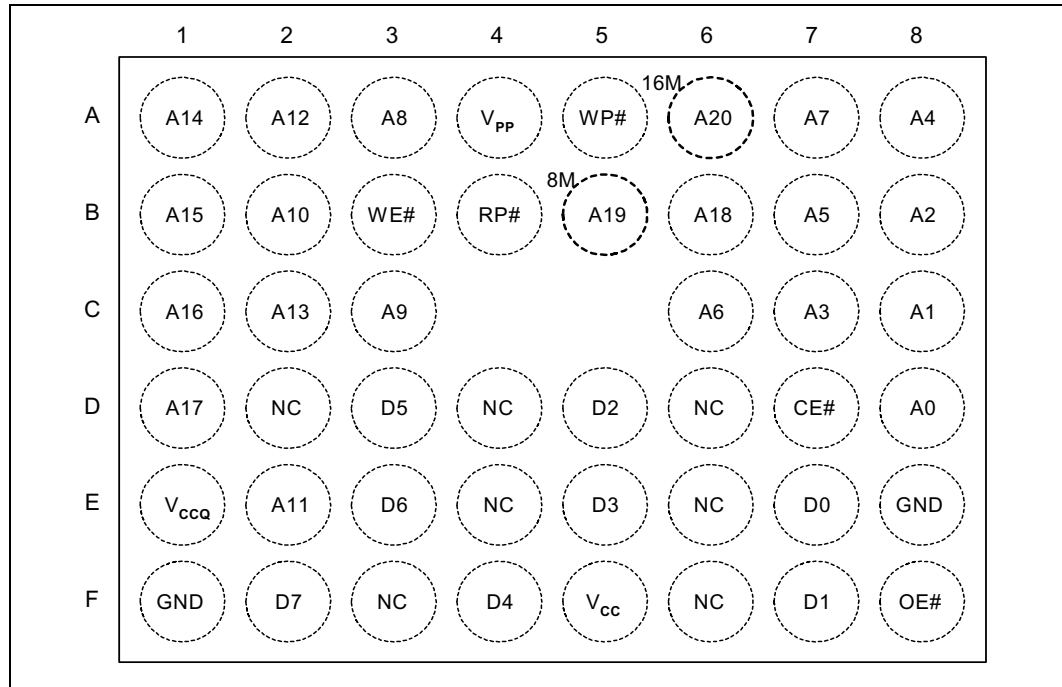 1 2 3 4 5 6 7 8
16M
A A14 A12 A8 VPP WP# A20 A7 A4
8M
B A15 A10 WE# RP# A19 A18 A5 A2
C A16 A13 A9 A6 A3 A1
D A17 NC D5 NC D2 NC CE# A0
E VCCQ A11 D6 NC D3 NC D0 GND
F GND D7 NC D4 VCC NC D1 OE#